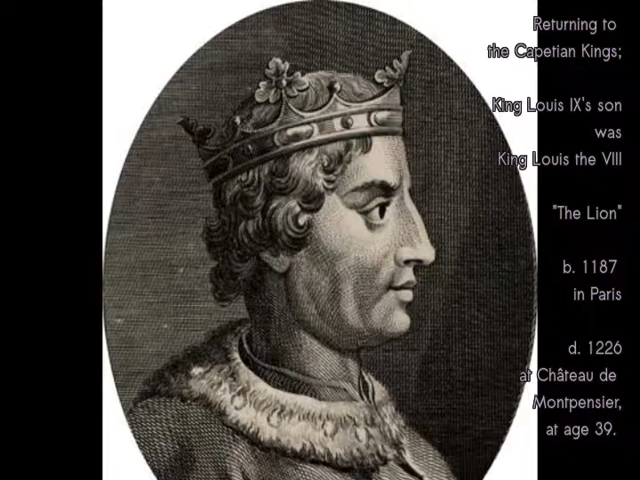 Returning to
the Capetian Kings;
King Louis IX's son
was
King Louis the VIII
"The Lion"
b. 1187
in Paris
d. 1226
at Château de
Montpensier,
at age 39.